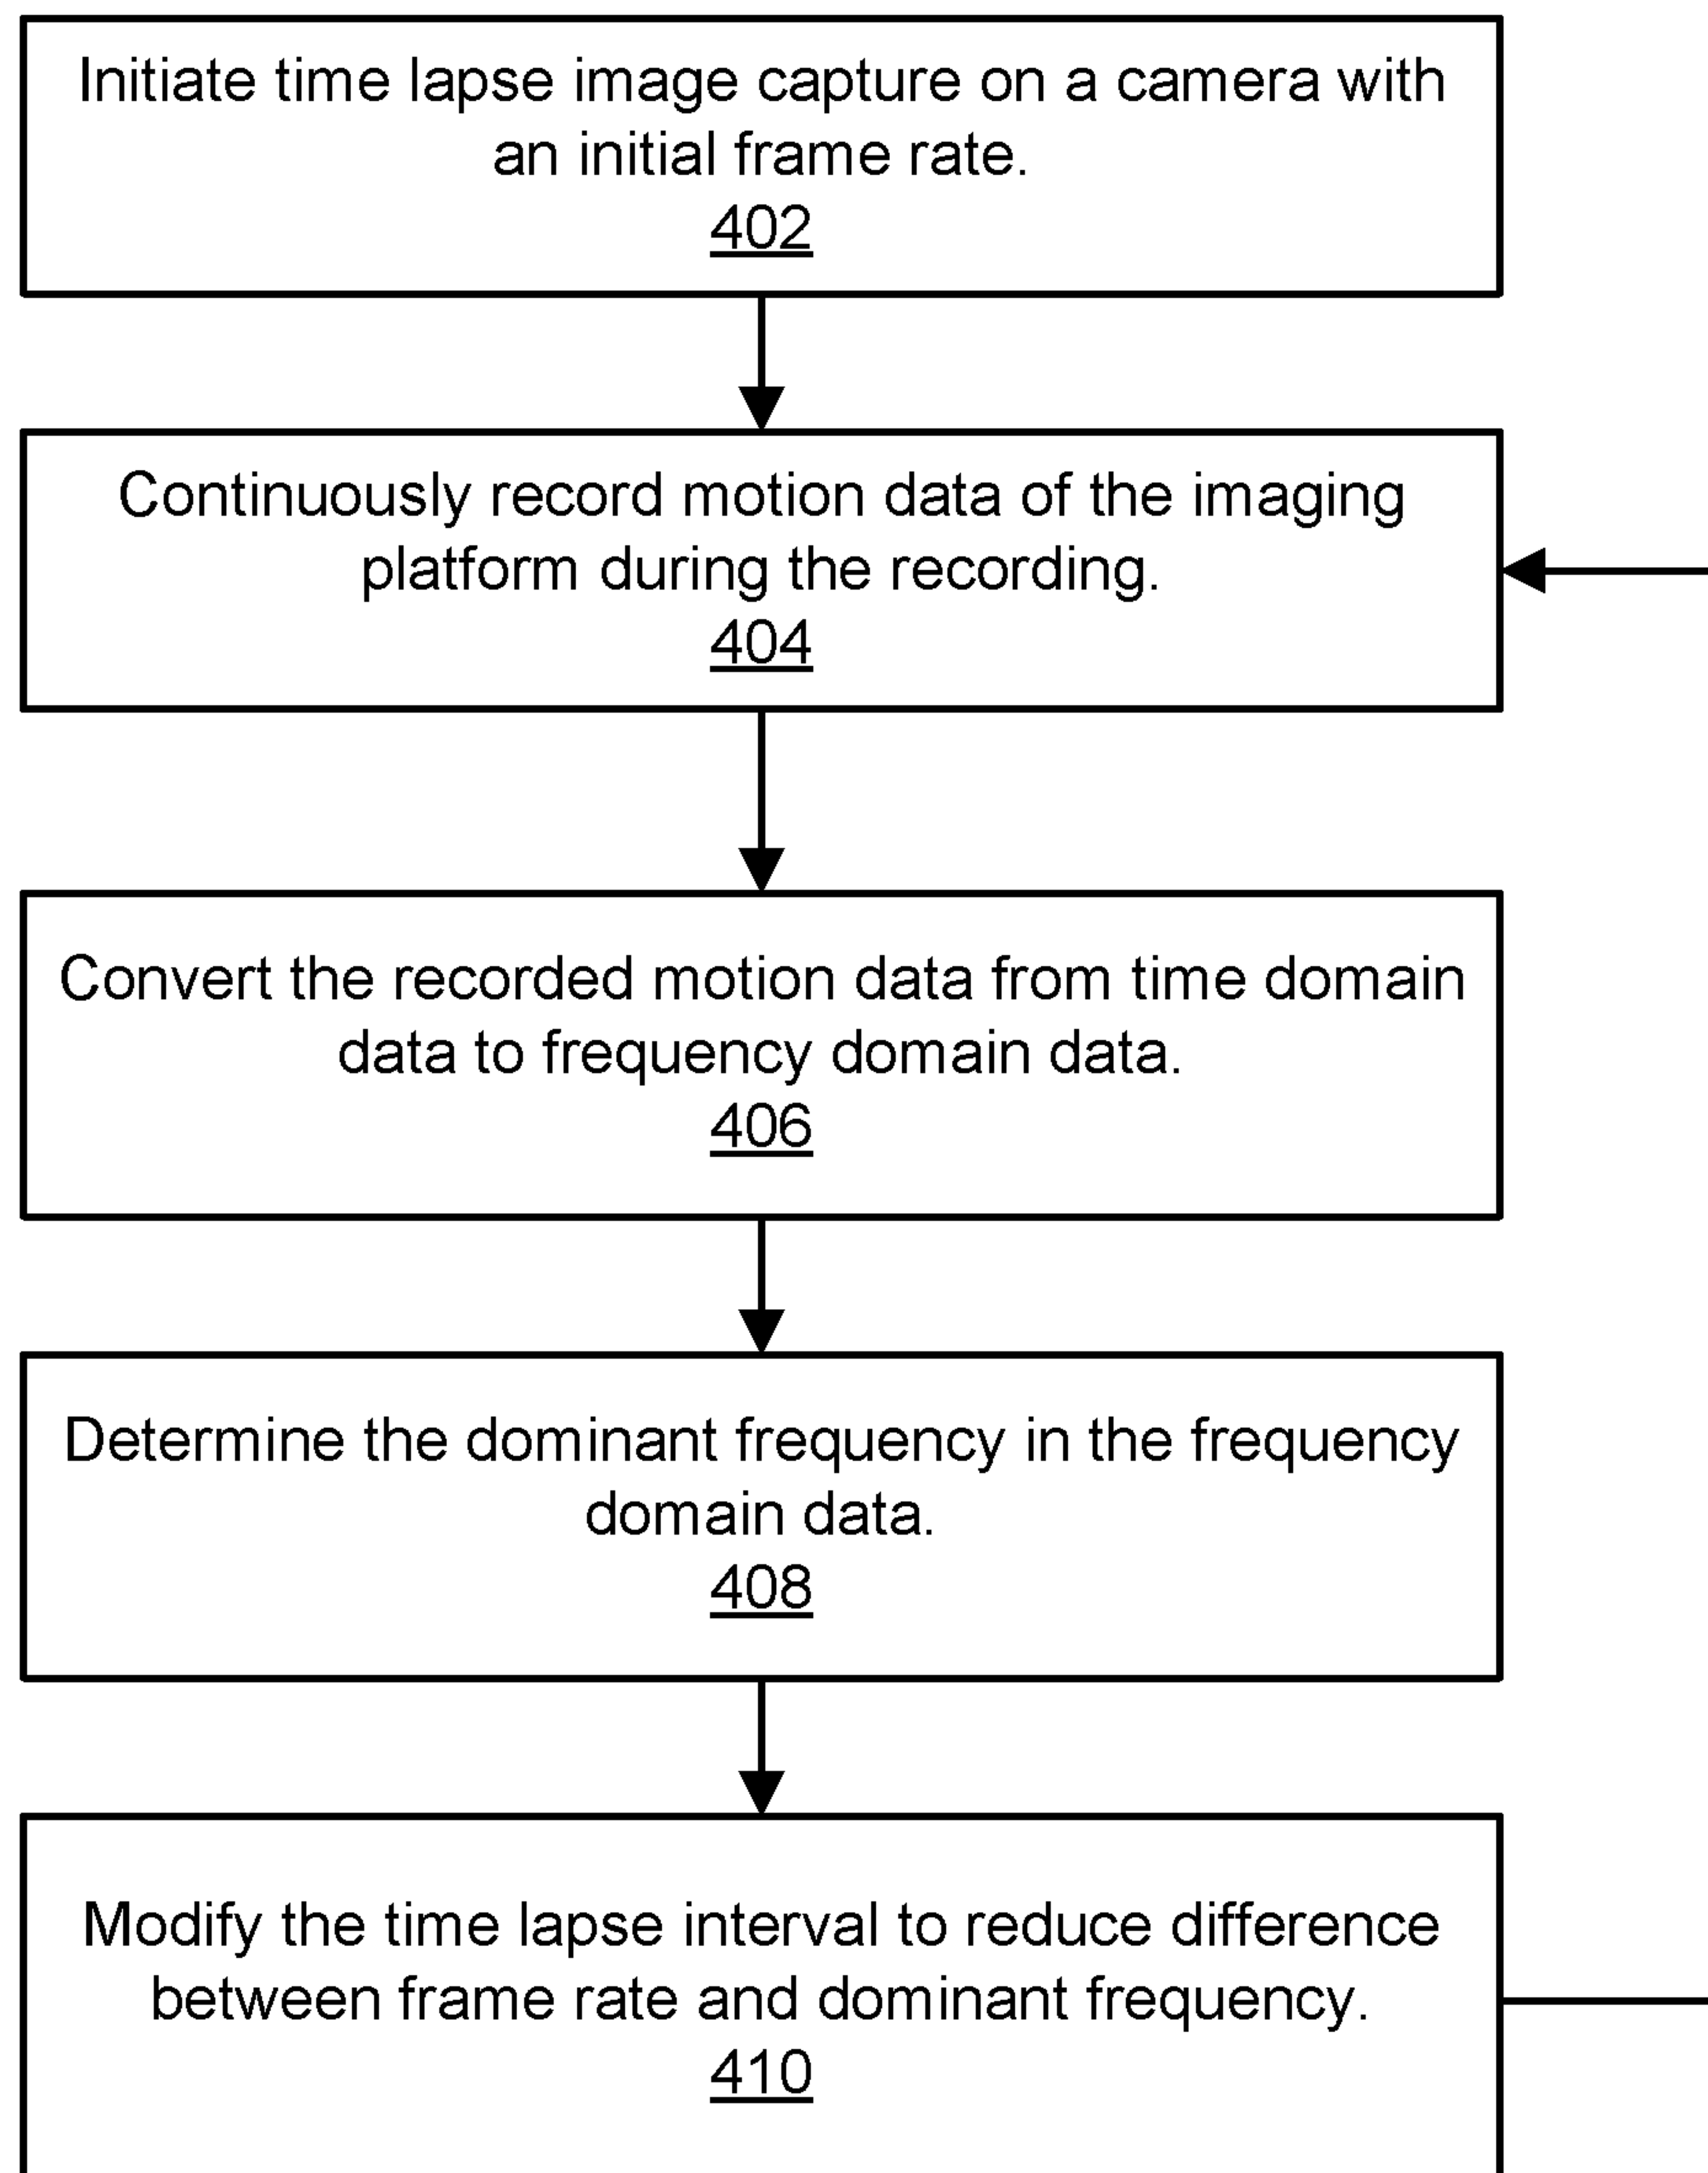 Initiate time lapse image capture on a camera with
an initial frame rate.
402
Continuously record motion data of the imaging
platform during the recording.
404
Convert the recorded motion data from time domain
data to frequency domain data.
406
Determine the dominant frequency in the frequency
domain data.
408
Modify the time lapse interval to reduce difference
between frame rate and dominant frequency.
410